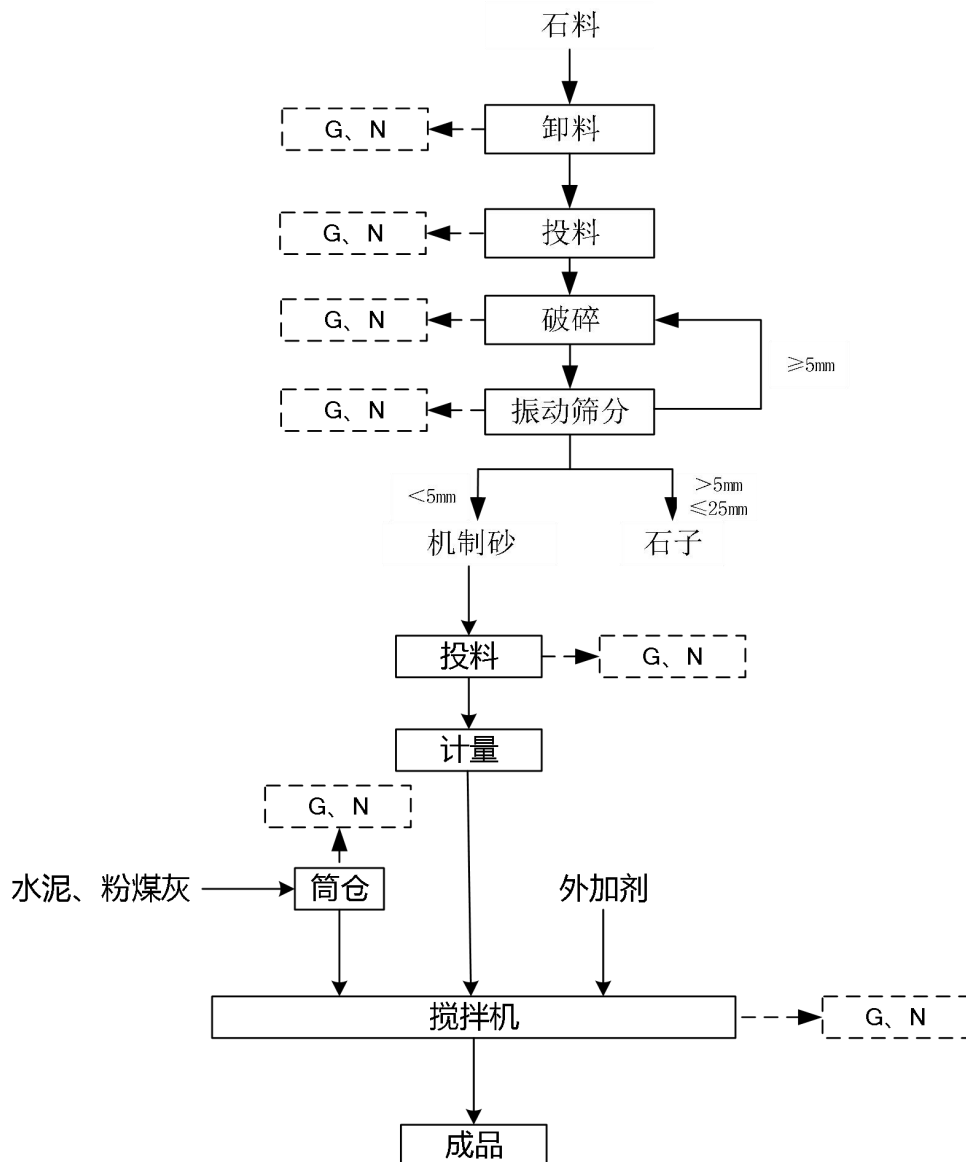 石料
G、N
卸料
G、N
投料
G、N
破碎
≥5mm
G、N
振动筛分
<5mm
>5mm
≤25mm
机制砂
石子
投料
G、N
计量
G、N
水泥、粉煤灰
筒仓
外加剂
搅拌机
G、N
成品